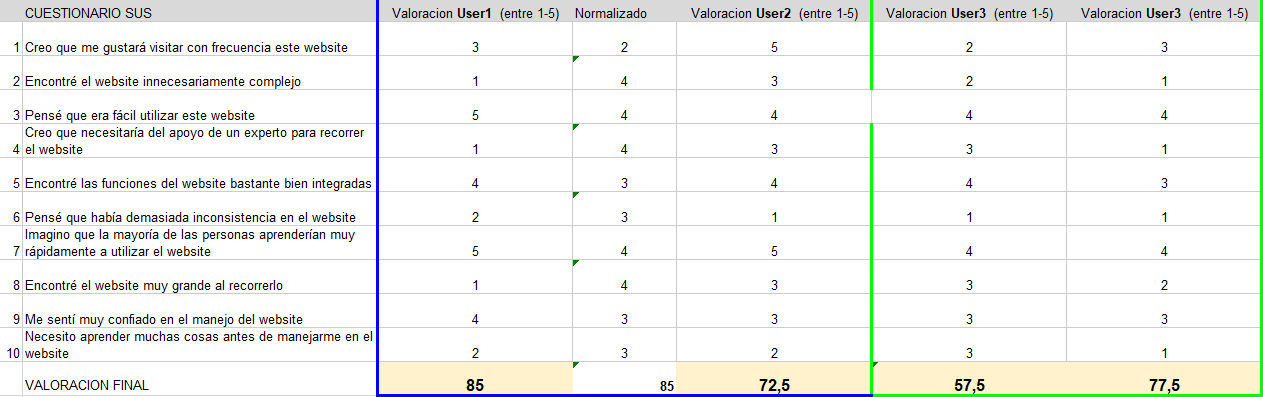 CUESTIONARIO SUS Valoracion User1 (entre 1-5) Normalizado Valoracion User2 (entre 1-5) Valoracion User3 (entre 1-5) Valoracion User3 (entre 1-5)
1 Creo que me gustará visitar con frecuencia este website 3 2 5 2 3
2 Encontré el website innecesariamente complejo 1 4 3 2 1
3 Pensé que era fácil utilizar este website 5 4 4 4 4
Creo que necesitaría del apoyo de un experto para recorrer
4 el website 1 4 3 3 1
5 Encontré las funciones del website bastante bien integradas 4 3 4 4 3
6 Pensé que había demasiada inconsistencia en el website 2 3 1 1 1
Imagino que la mayoría de las personas aprenderían muy
7 rápidamente a utilizar el website 5 4 5 4 4
8 Encontré el website muy grande al recorrerlo 1 4 3 3 2
9 Me sentí muy confiado en el manejo del website 4 3 3 3 3
Necesito aprender muchas cosas antes de manejarme en el
10 website 2 3 2 3 1
VALORACION FINAL 85 85 72,5 57,5 77,5